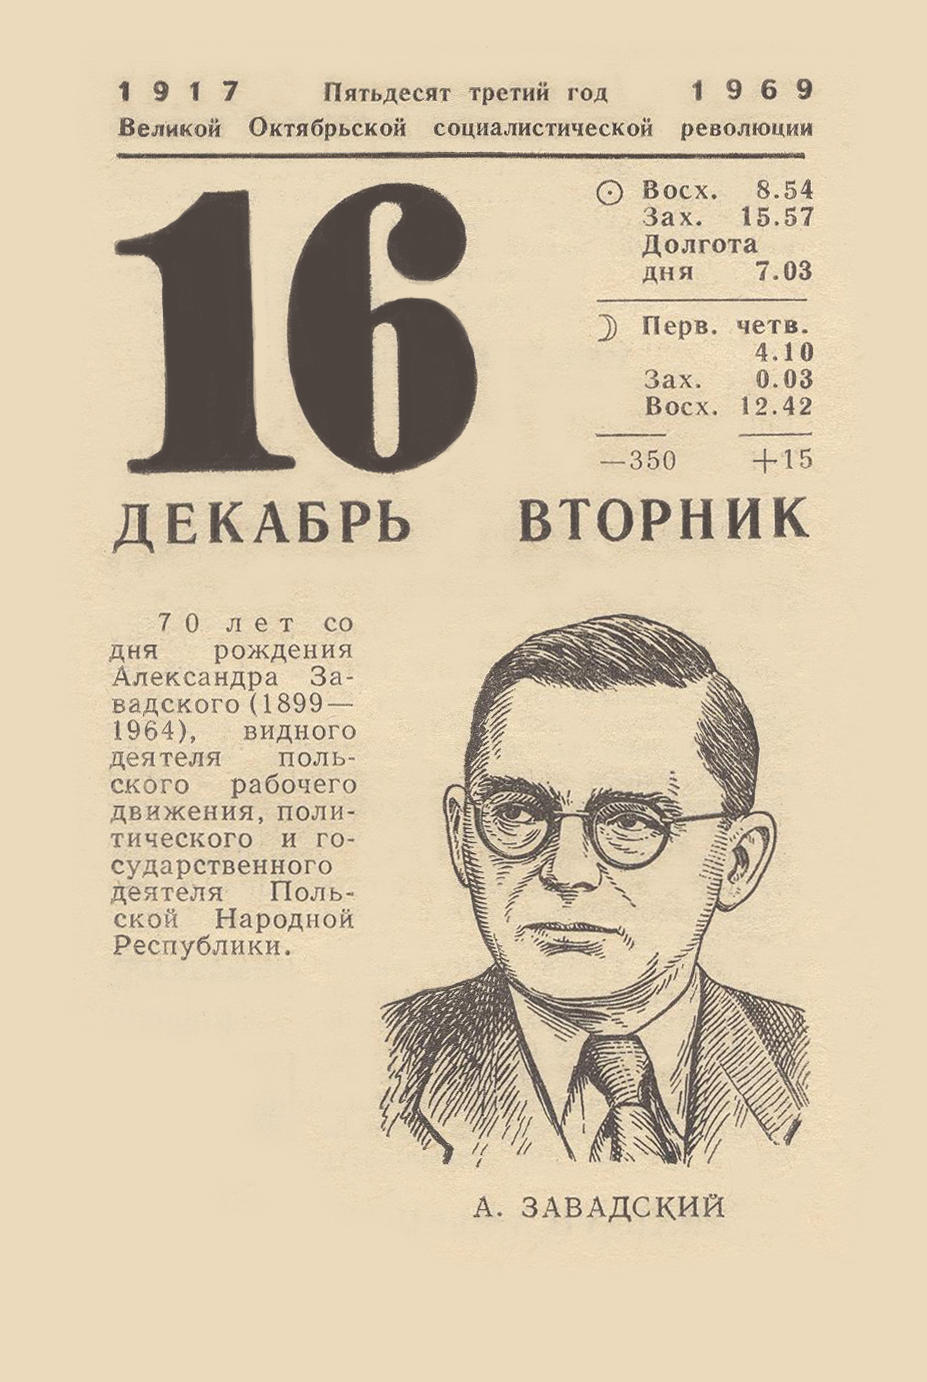 1917 Пятьдесят третий год 1969
Великой Октябрьской социалистической революции
16
Восх. 8.54
Зах. 15.57
Долгота
дня 7.03
Перв. четв.
4.10
Зах. 0.03
Восх. 12.42
—350 +15
ДЕКАБРЬ ВТОРНИК
70 лет со
дня рождения
Александра За-
вадского (1899—
1964), видного
деятеля поль-
ского рабочего
движения, поли-
тического и го-
сударственного
деятеля Поль-
ской Народной
Республики.
А. ЗАВАДСКИЙ